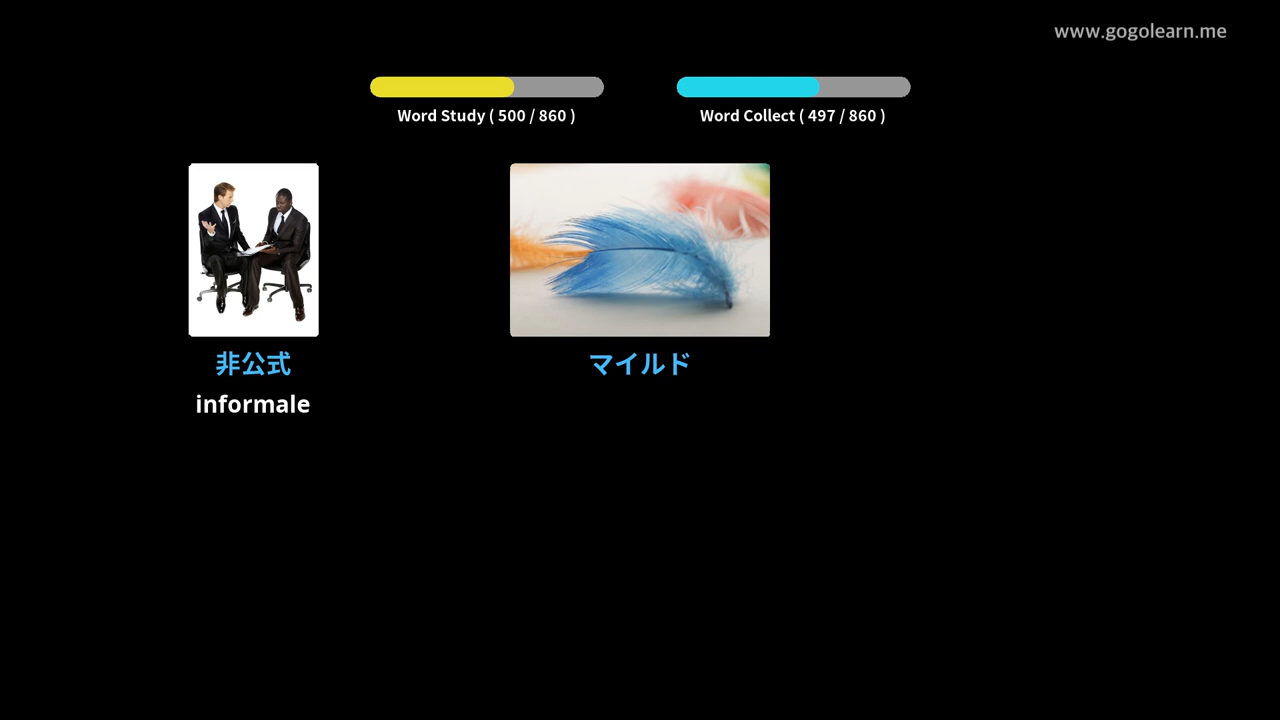 www.gogolearn.me
Word Study ( 500 / 860 )
Word Collect ( 497 / 860 )
非公式
マイルド
informale